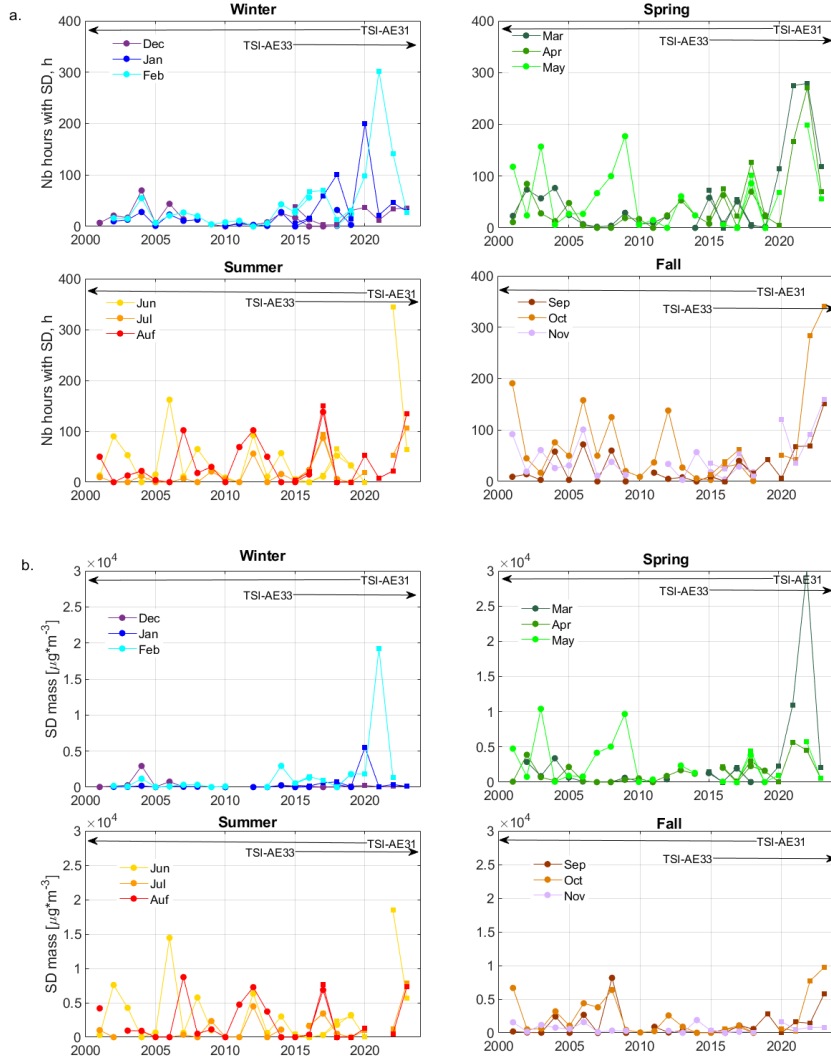 a.
Winter
Nb hours with SD, h
400
300
200
100
0
TSI-AE31
TSI-AE33
Dec
Jan
Feb
2000 2005 2010 2015 2020
Spring
400
300
200
100
0
TSI-AE31
TSI-AE33
Mar
Apr
May
2000 2005 2010 2015 2020
Summer
Nb hours with SD, h
400
300
200
100
0
TSI-AE31
TSI-AE33
Jun
Jul
Auf
2000 2005 2010 2015 2020
Fall
400
300
200
100
0
TSI-AE31
TSI-AE33
Sep
Oct
Nov
2000 2005 2010 2015 2020
b.
×10⁴
Winter
SD mass [μg*m⁻³]
3
2.5
2
1.5
1
0.5
0
TSI-AE31
TSI-AE33
Dec
Jan
Feb
2000 2005 2010 2015 2020
×10⁴
Spring
3
2.5
2
1.5
1
0.5
0
TSI-AE31
TSI-AE33
Mar
Apr
May
2000 2005 2010 2015 2020
×10⁴
Summer
SD mass [μg*m⁻³]
3
2.5
2
1.5
1
0.5
0
TSI-AE31
TSI-AE33
Jun
Jul
Auf
2000 2005 2010 2015 2020
×10⁴
Fall
3
2.5
2
1.5
1
0.5
0
TSI-AE31
TSI-AE33
Sep
Oct
Nov
2000 2005 2010 2015 2020